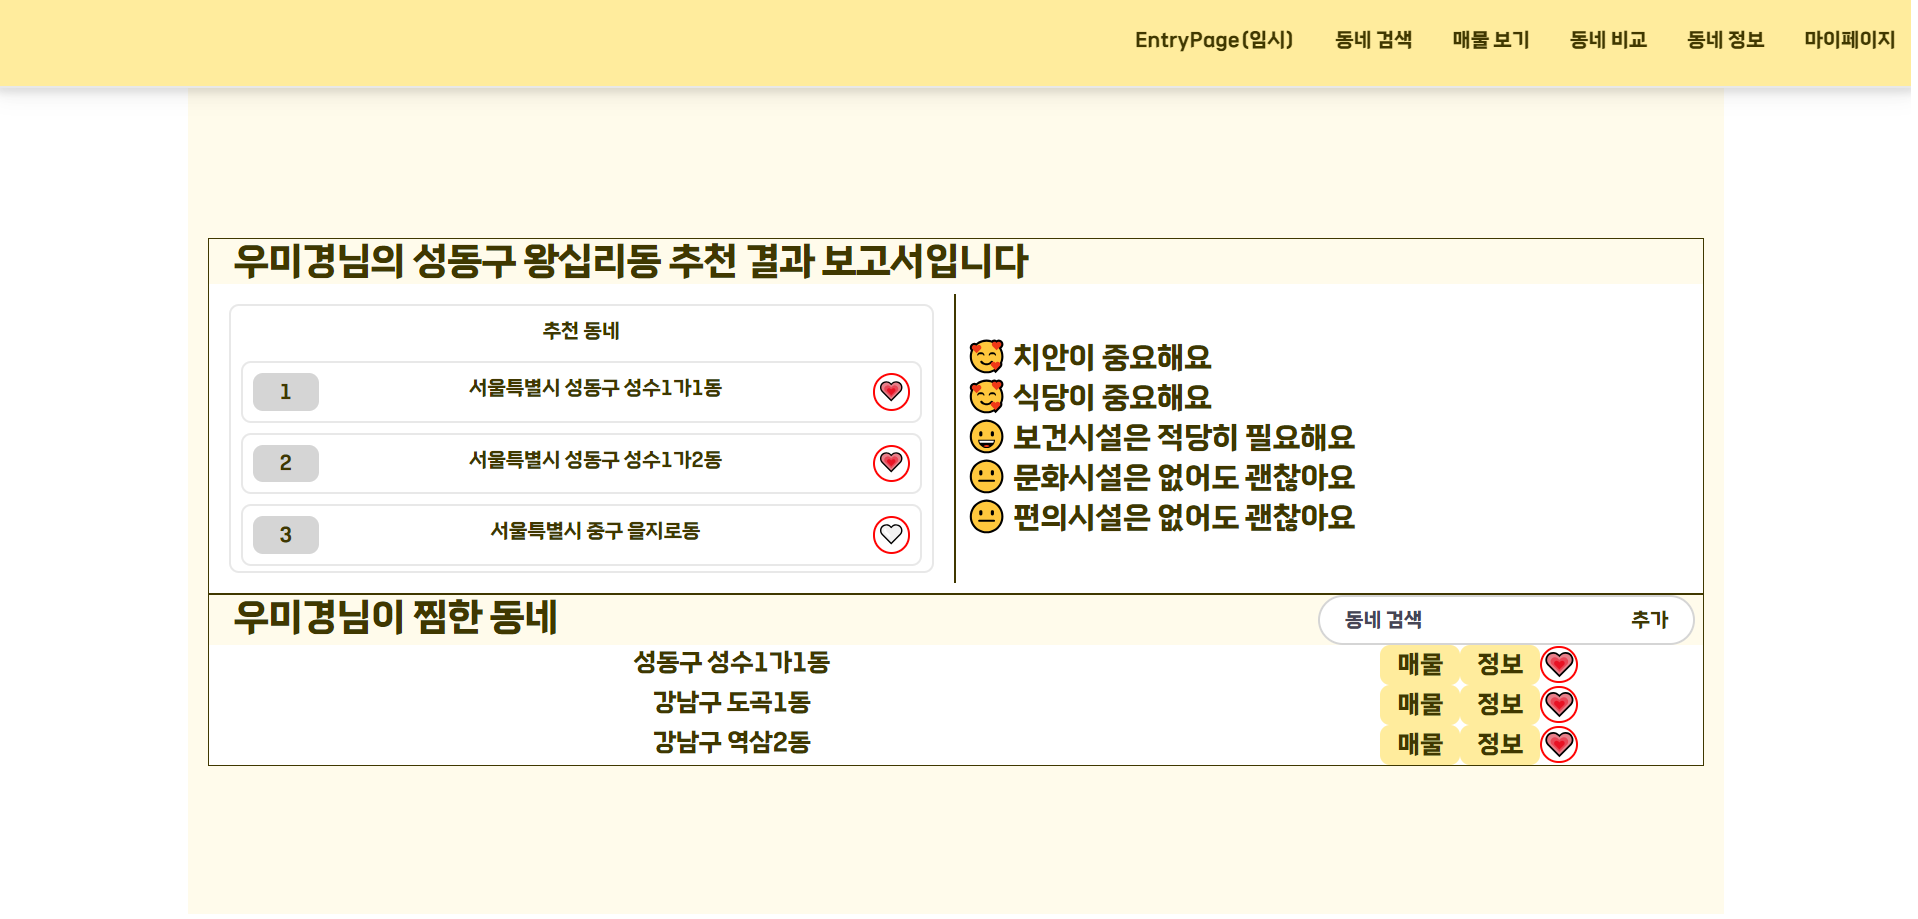 EntryPage(임시) 동네 검색 매물 보기 동네 비교 동네 정보 마이페이지
우미경님의 성동구 왕십리동 추천 결과 보고서입니다
추천 동네
1 서울특별시 성동구 성수1가1동
2 서울특별시 성동구 성수1가2동
3 서울특별시 중구 을지로동
치안이 중요해요
식당이 중요해요
보건시설은 적당히 필요해요
문화시설은 없어도 괜찮아요
편의시설은 없어도 괜찮아요
우미경님이 찜한 동네 동네 검색 추가
성동구 성수1가1동 매물 정보
강남구 도곡1동 매물 정보
강남구 역삼2동 매물 정보